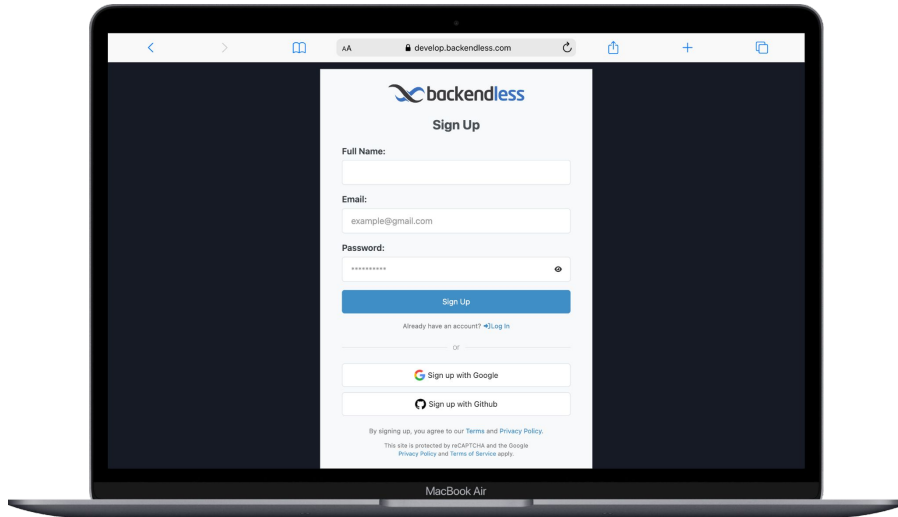 AA develop.backendless.com
backendless
Sign Up
Full Name:
Email:
example@gmail.com
Password:
**********
Sign Up
Already have an account? Log In
or
Sign up with Google
Sign up with Github
By signing up, you agree to our Terms and Privacy Policy.
This site is protected by reCAPTCHA and the Google
Privacy Policy and Terms of Service apply.
MacBook Air